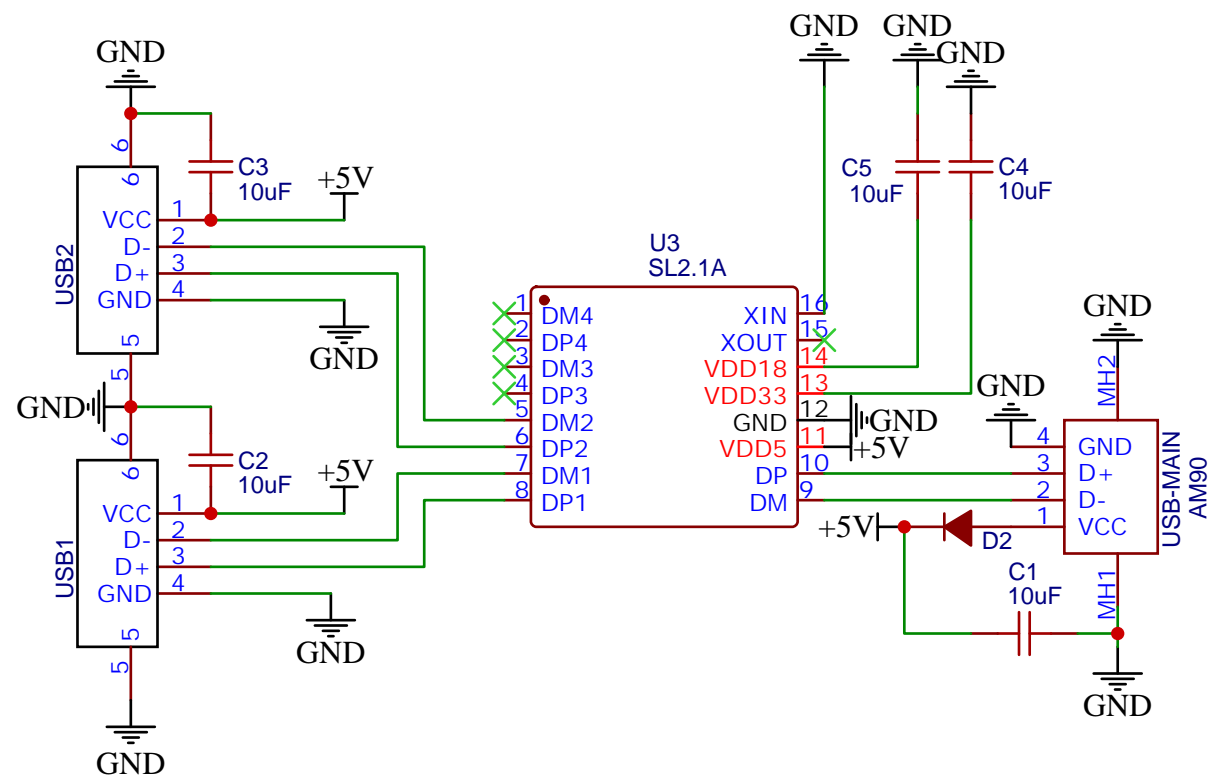 GND
6
6
C3
10uF
+5V
VCC
1
D-
2
D+
3
GND
4
USB2
GND
5
GND
6
6
C2
10uF
+5V
VCC
1
D-
2
D+
3
GND
4
USB1
GND
5
5
GND
GND
GND
GND
C5
10uF
C4
10uF
U3
SL2.1A
1
DM4
2
DP4
3
DM3
4
DP3
5
DM2
6
DP2
7
DM1
8
DP1
XIN
16
XOUT
15
VDD18
14
VDD33
13
GND
12
GND
VDD5
11
+5V
DP
10
DM
9
GND
MH2
GND
4
GND
3
D+
2
D-
1
VCC
USB-MAIN
AM90
+5V
D2
C1
10uF
MH1
GND